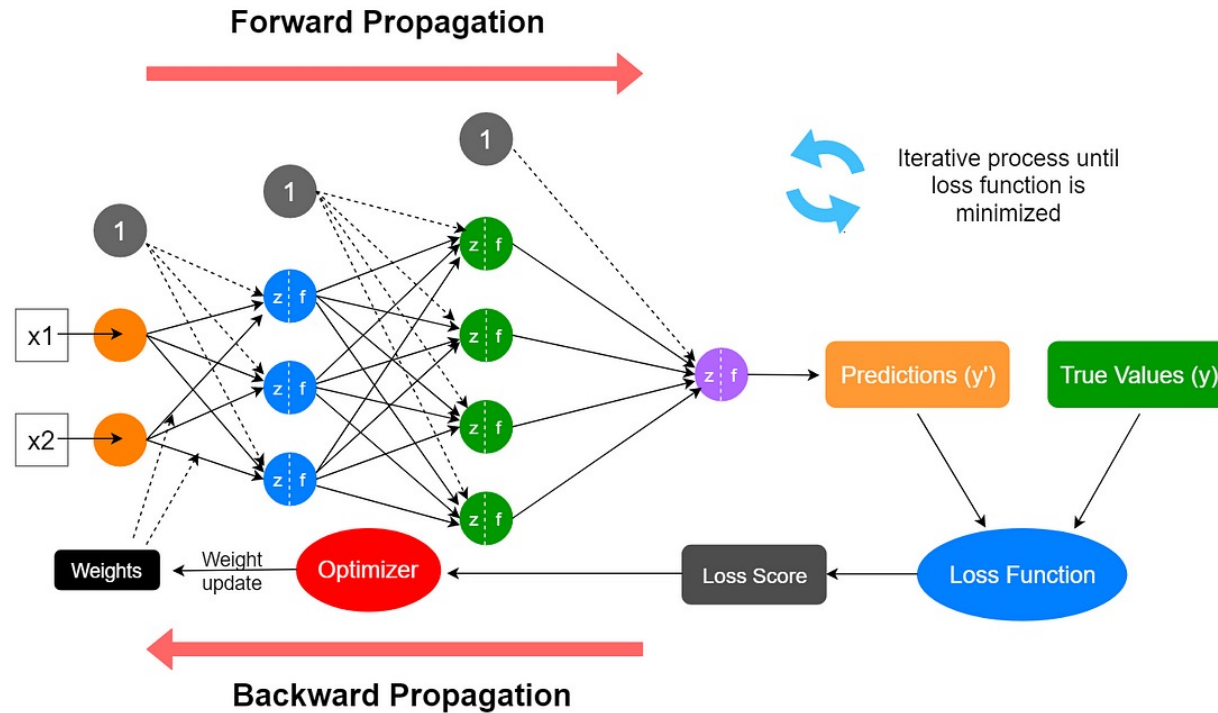 Forward Propagation
1
1
1
Iterative process until
loss function is
minimized
z f
z f
x1
z f
z f
z f
Predictions (y')
True Values (y)
z f
x2
z f
z f
Weights
Weight
update
Optimizer
Loss Score
Loss Function
Backward Propagation